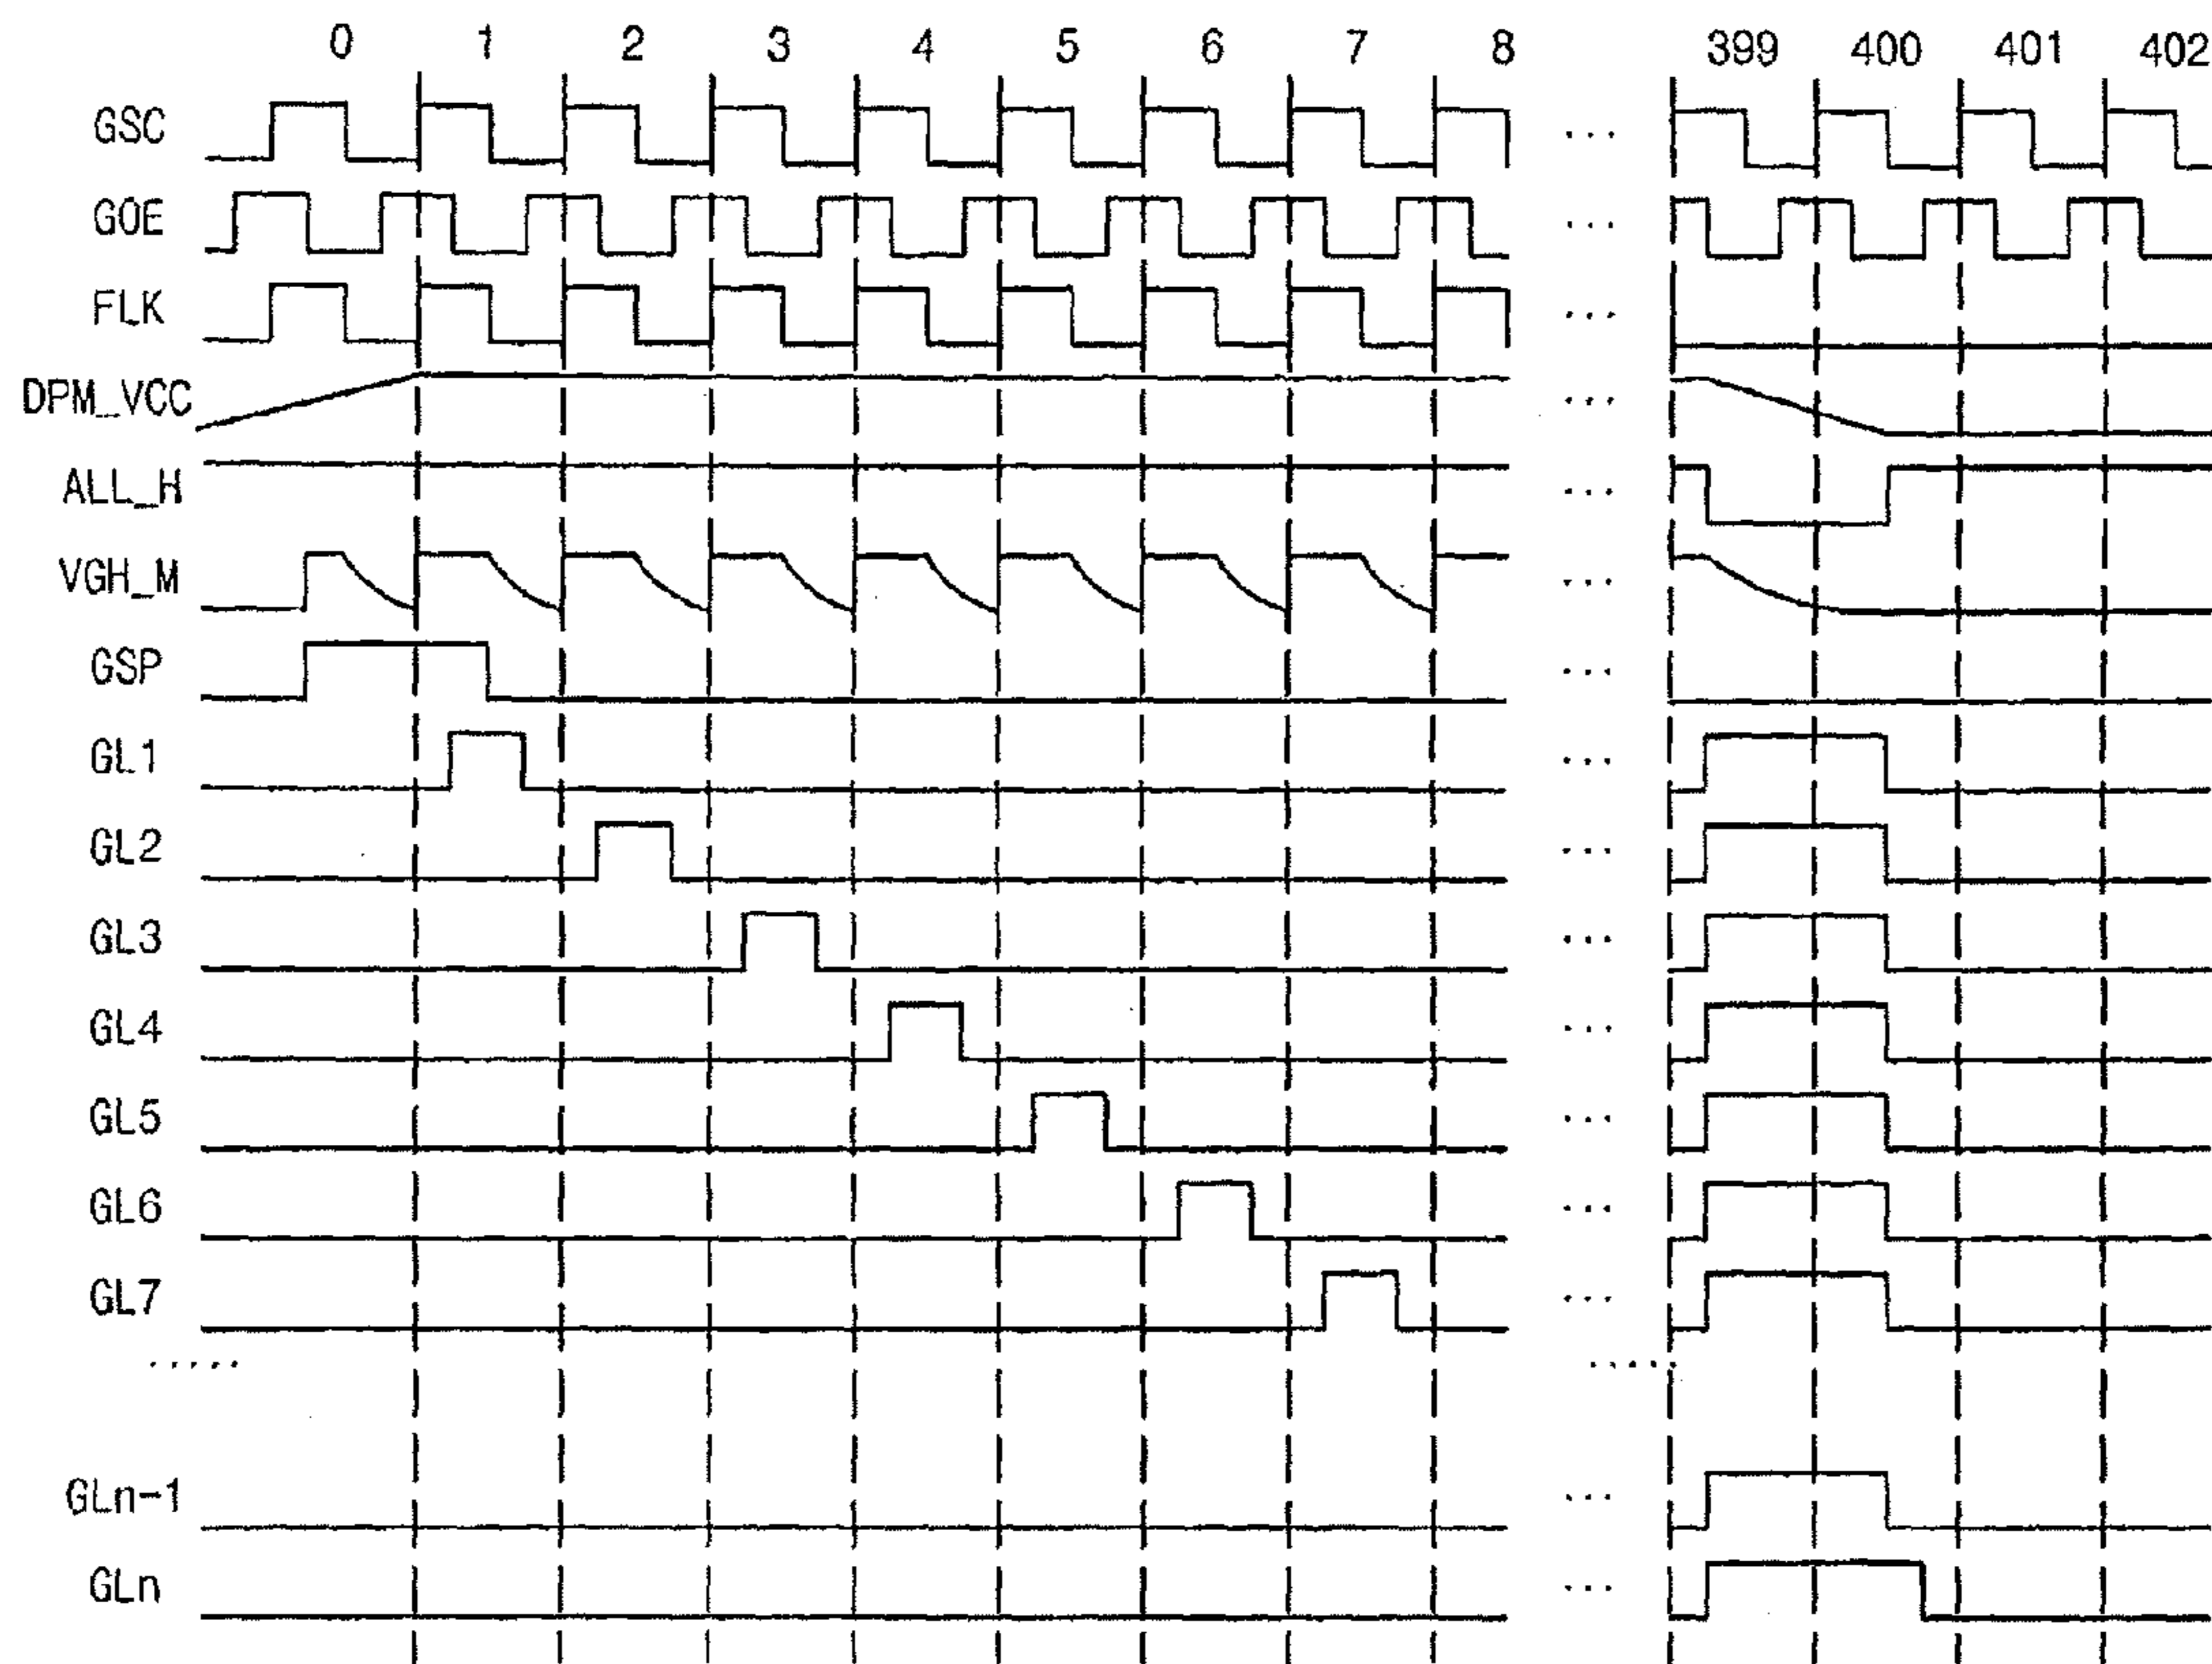 0 1 2 3 4 5 6 7 8 399 400 401 402
GSC ...
GOE ...
FLK ...
DPM_VCC ...
ALL_H ...
VGH_M ...
GSP ...
GL1 ...
GL2 ...
GL3 ...
GL4 ...
GL5 ...
GL6 ...
GL7 ...
..... .....
GLn-1 ...
GLn ...